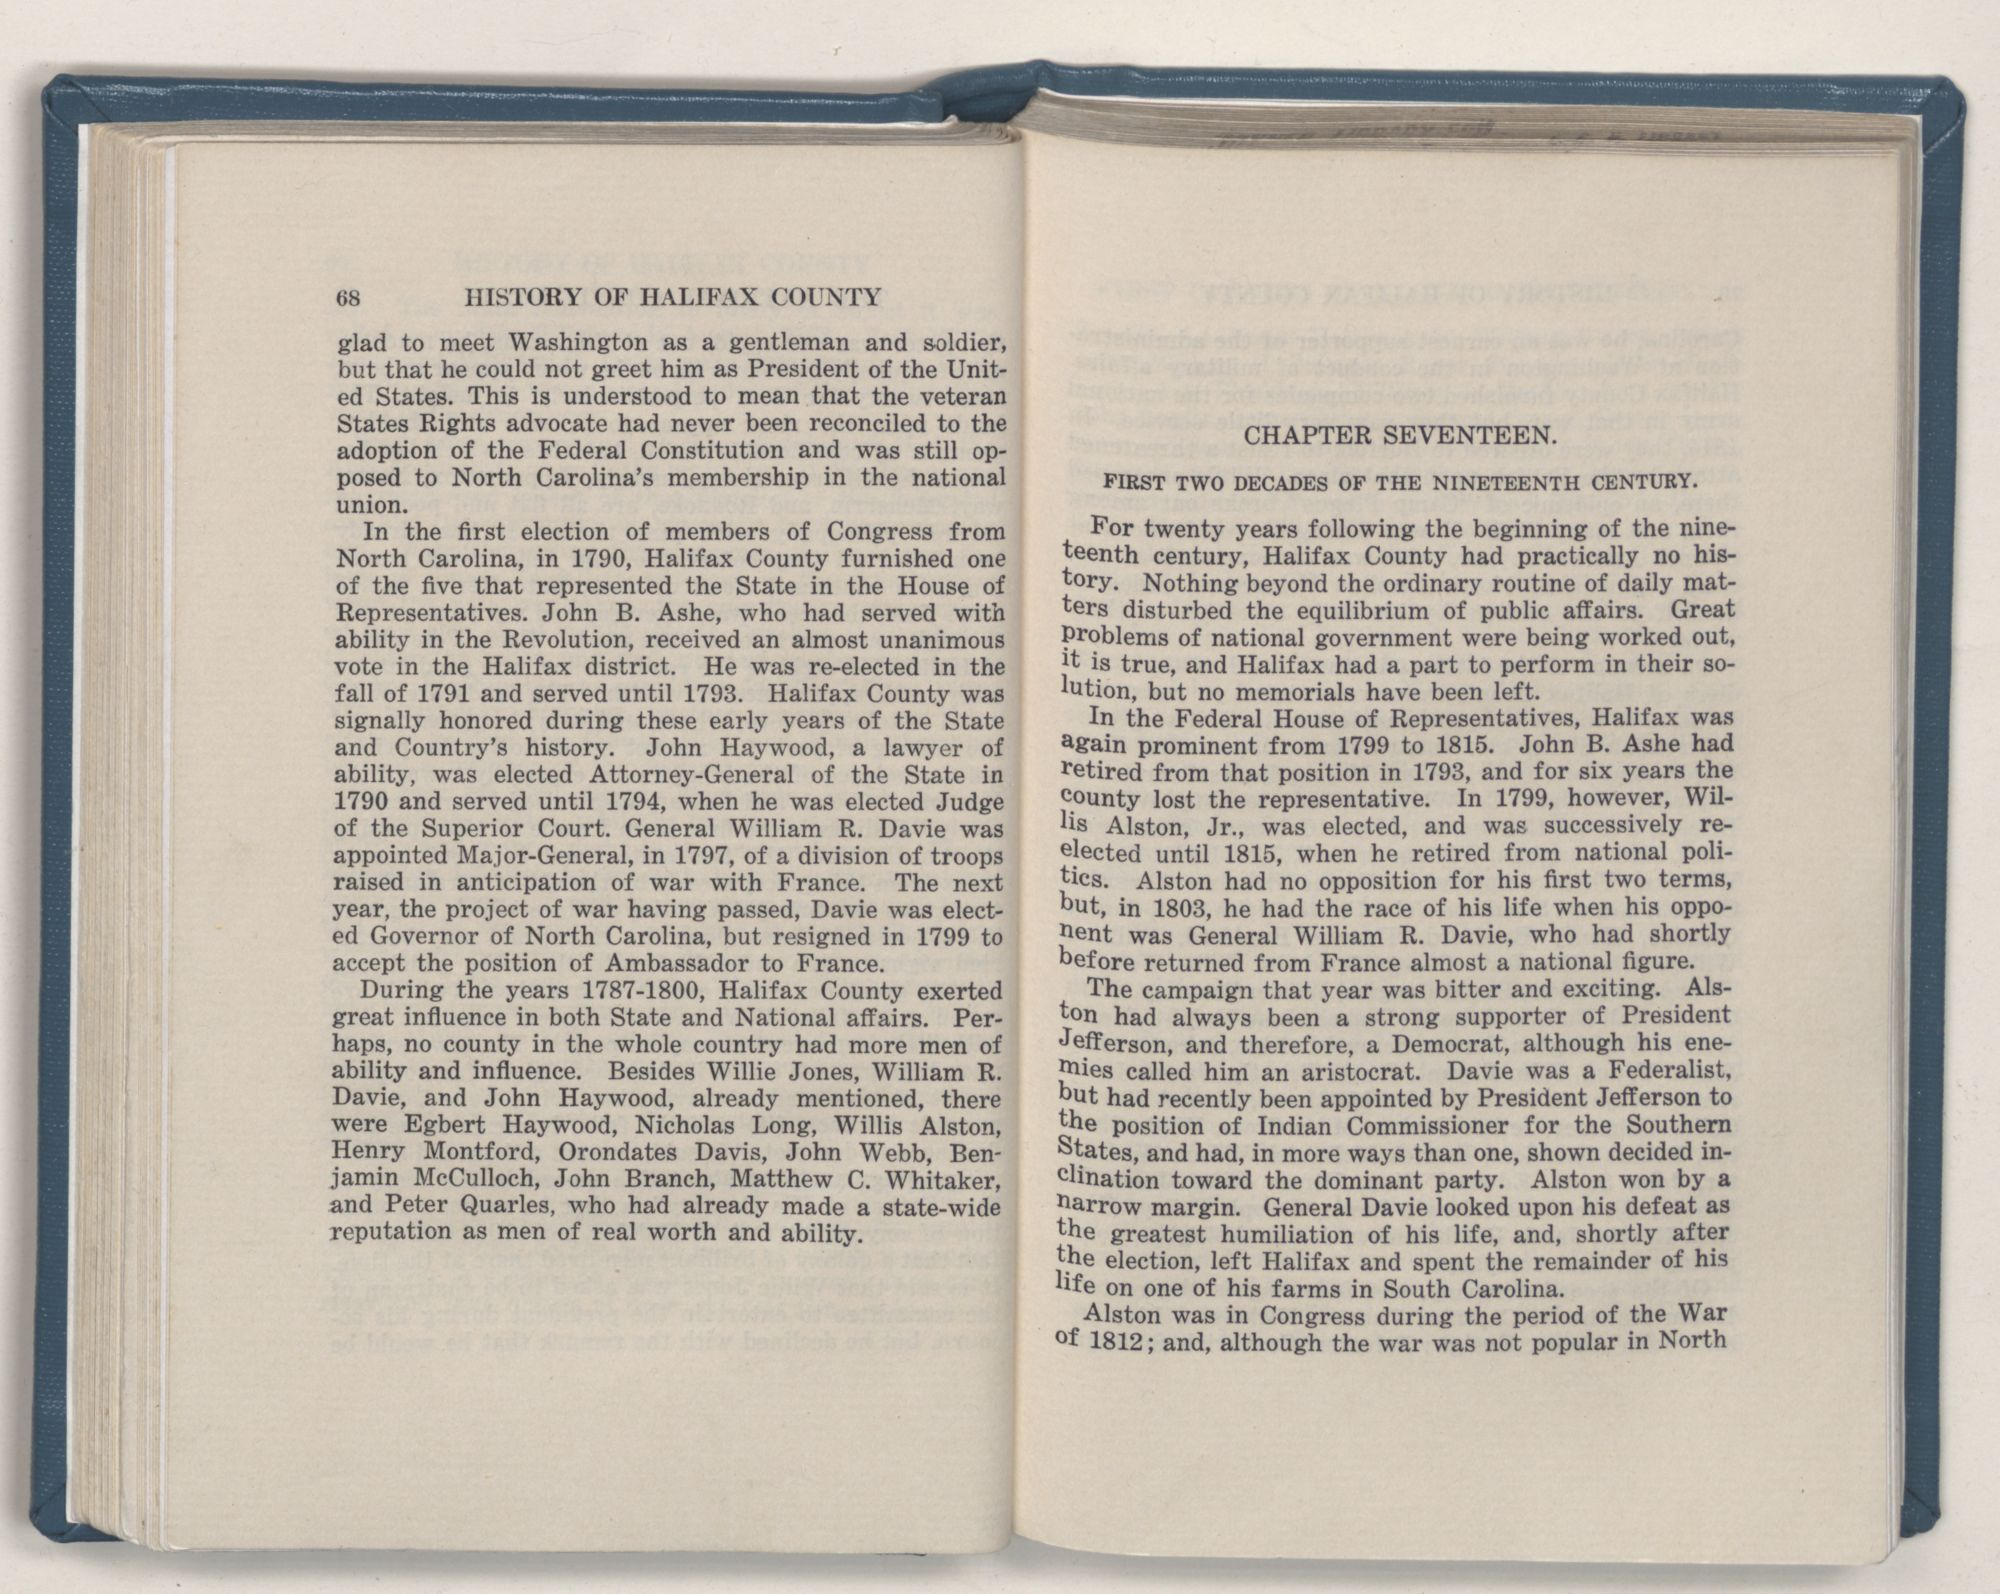 68 HISTORY OF HALIFAX COUNTY
glad to meet Washington as a gentleman and soldier,
but that he could not greet him as President of the Unit-
ed States. This is understood to mean that the veteran
States Rights advocate had never been reconciled to the
adoption of the Federal Constitution and was still op-
posed to North Carolina's membership in the national
union.
In the first election of members of Congress from
North Carolina, in 1790, Halifax County furnished one
of the five that represented the State in the House of
Representatives. John B. Ashe, who had served with
ability in the Revolution, received an almost unanimous
vote in the Halifax district. He was re-elected in the
fall of 1791 and served until 1793. Halifax County was
signally honored during these early years of the State
and Country's history. John Haywood, a lawyer of
ability, was elected Attorney-General of the State in
1790 and served until 1794, when he was elected Judge
of the Superior Court. General William R. Davie was
appointed Major-General, in 1797, of a division of troops
raised in anticipation of war with France. The next
year, the project of war having passed, Davie was elect-
ed Governor of North Carolina, but resigned in 1799 to
accept the position of Ambassador to France.
During the years 1787-1800, Halifax County exerted
great influence in both State and National affairs. Per-
haps, no county in the whole country had more men of
ability and influence. Besides Willie Jones, William R.
Davie, and John Haywood, already mentioned, there
were Egbert Haywood, Nicholas Long, Willis Alston,
Henry Montford, Orondates Davis, John Webb, Ben-
jamin McCulloch, John Branch, Matthew C. Whitaker,
and Peter Quarles, who had already made a state-wide
reputation as men of real worth and ability.
CHAPTER SEVENTEEN.
FIRST TWO DECADES OF THE NINETEENTH CENTURY.
For twenty years following the beginning of the nine-
teenth century, Halifax County had practically no his-
tory. Nothing beyond the ordinary routine of daily mat-
ters disturbed the equilibrium of public affairs. Great
problems of national government were being worked out,
it is true, and Halifax had a part to perform in their so-
lution, but no memorials have been left.
In the Federal House of Representatives, Halifax was
again prominent from 1799 to 1815. John B. Ashe had
retired from that position in 1793, and for six years the
county lost the representative. In 1799, however, Wil-
lis Alston, Jr., was elected, and was successively re-
elected until 1815, when he retired from national poli-
tics. Alston had no opposition for his first two terms,
but, in 1803, he had the race of his life when his oppo-
nent was General William R. Davie, who had shortly
before returned from France almost a national figure.
The campaign that year was bitter and exciting. Als-
ton had always been a strong supporter of President
Jefferson, and therefore, a Democrat, although his ene-
mies called him an aristocrat. Davie was a Federalist,
but had recently been appointed by President Jefferson to
the position of Indian Commissioner for the Southern
States, and had, in more ways than one, shown decided in-
clination toward the dominant party. Alston won by a
narrow margin. General Davie looked upon his defeat as
the greatest humiliation of his life, and, shortly after
the election, left Halifax and spent the remainder of his
life on one of his farms in South Carolina.
Alston was in Congress during the period of the War
of 1812; and, although the war was not popular in North